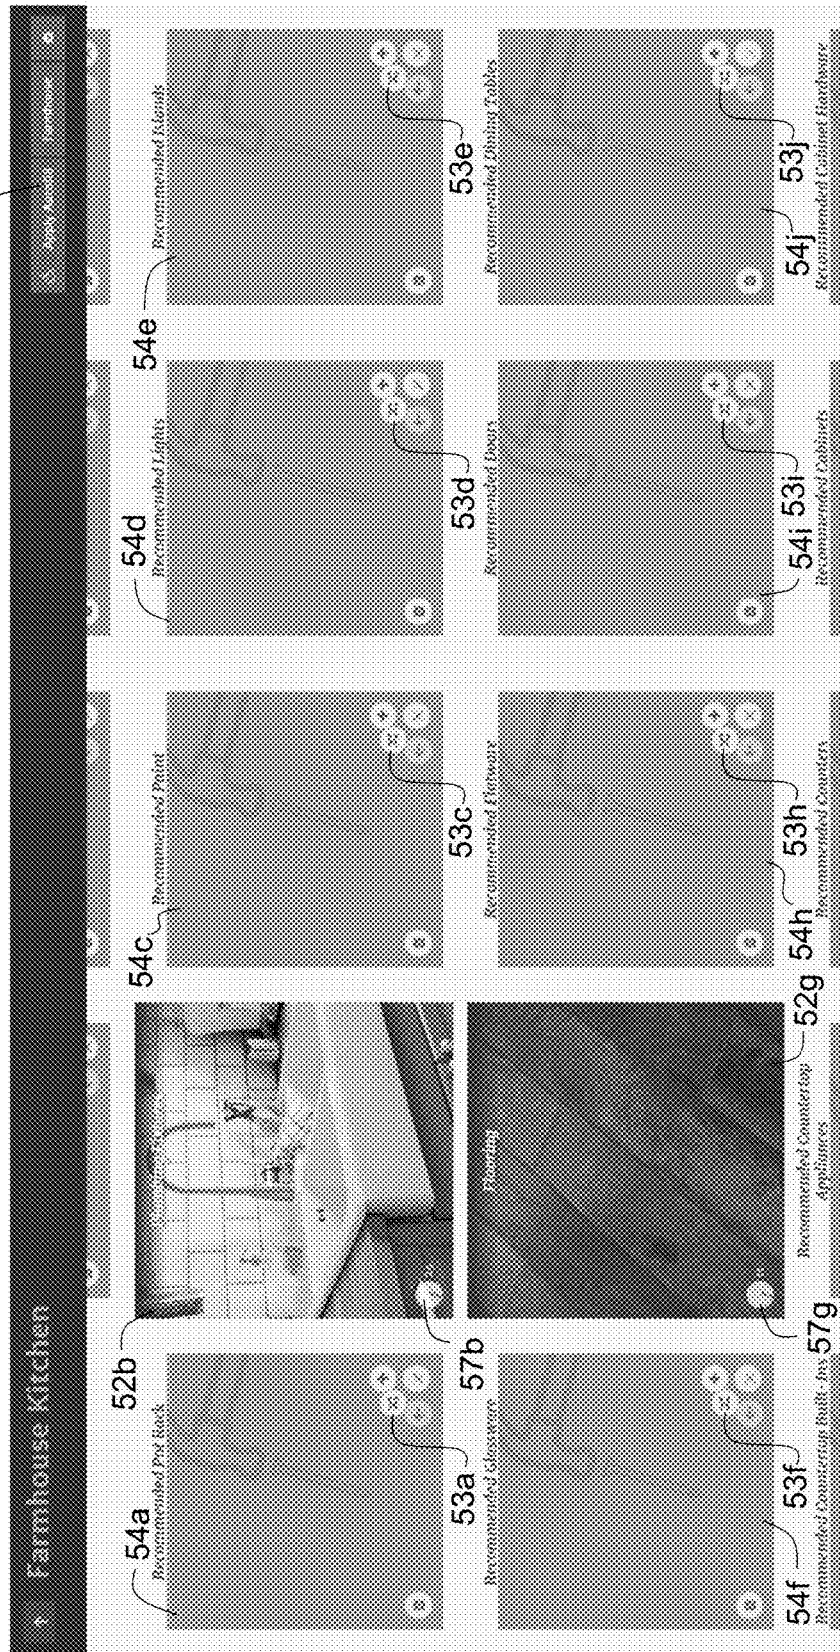 Farmhouse Kitchen
Farmhouse
54a
Recommended Pot Rack
52b
54c
Recommended Paint
54d
Recommended Lights
54e
Recommended Islands
53a
57b
53c
53d
53e
Recommended Glassware
Flooring
Recommended Flatware
Recommended Doors
Recommended Dining Tables
54f
53f
57g
52g
54h
53h
54i
53i
54j
53j
Recommended Countertop Built - Ins
Recommended Countertop
Appliances
Recommended Counters
Recommended Cabinets
Recommended Cabinet Hardware